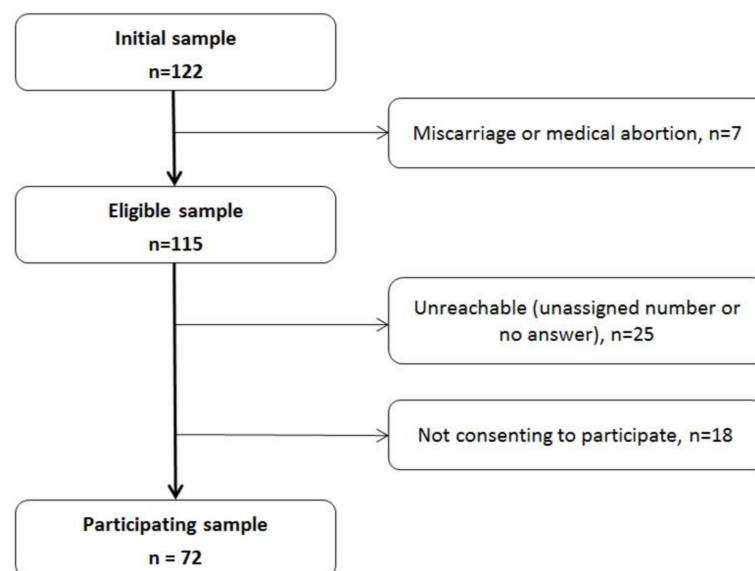 Initial sample
n=122
Miscarriage or medical abortion, n=7
Eligible sample
n=115
Unreachable (unassigned number or
no answer), n=25
Not consenting to participate, n=18
Participating sample
n = 72